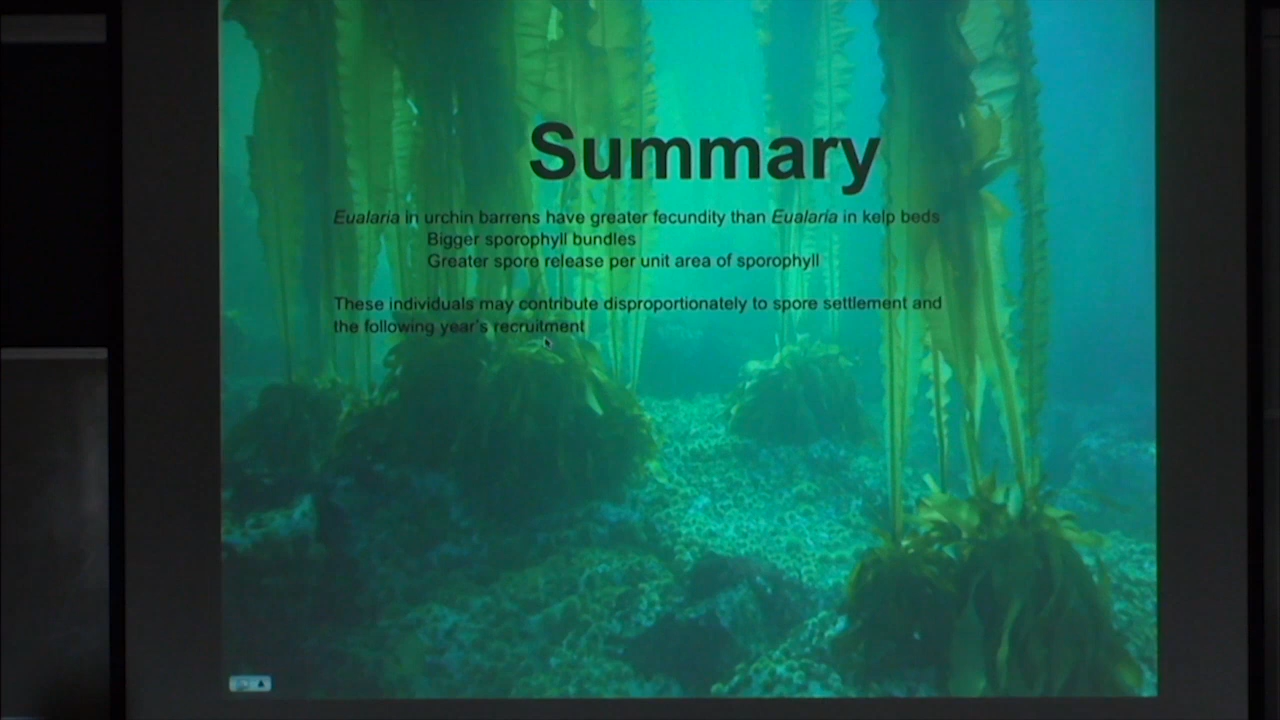 Summary
Eualaria in urchin barrens have greater fecundity than Eualaria in kelp beds
Bigger sporophyll bundles
Greater spore release per unit area of sporophyll
These individuals may contribute disproportionately to spore settlement and
the following year's recruitment